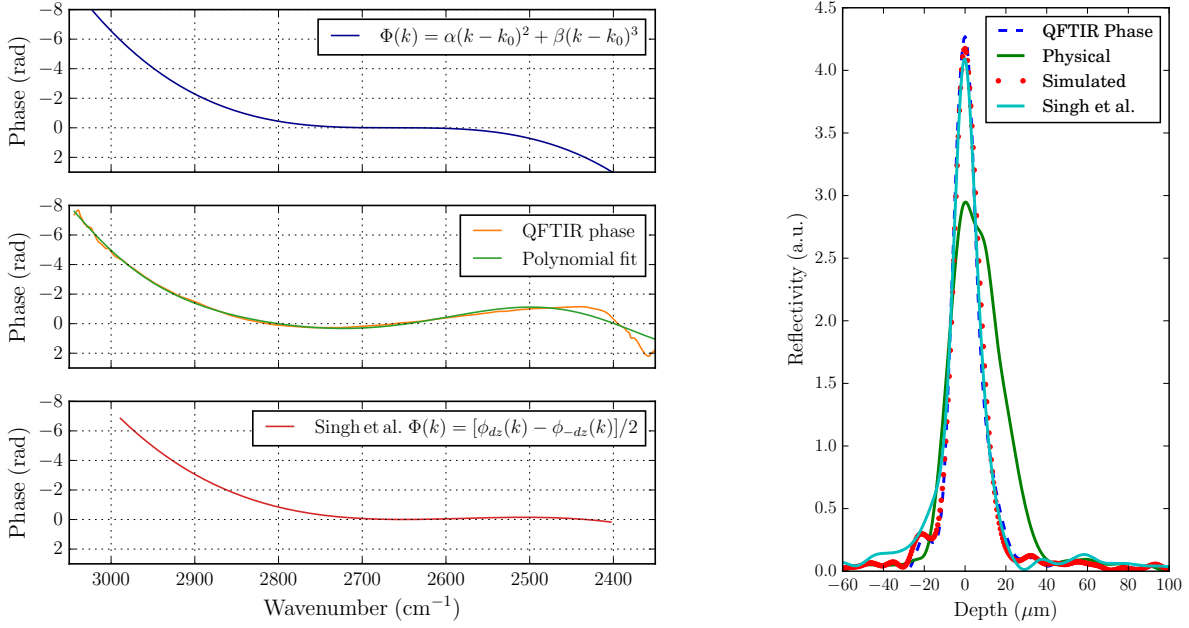 −8
−6
−4
−2
0
2
Phase (rad)
Φ(k) = α(k − k₀)² + β(k − k₀)³
−8
−6
−4
−2
0
2
Phase (rad)
QFTIR phase
Polynomial fit
−8
−6
−4
−2
0
2
Phase (rad)
Singh et al. Φ(k) = [ϕ_{dz}(k) − ϕ_{−dz}(k)]/2
3000 2900 2800 2700 2600 2500 2400
Wavenumber (cm⁻¹)
4.5
4.0
3.5
3.0
2.5
2.0
1.5
1.0
0.5
0.0
Reflectivity (a.u.)
QFTIR Phase
Physical
Simulated
Singh et al.
−60 −40 −20 0 20 40 60 80 100
Depth (μm)